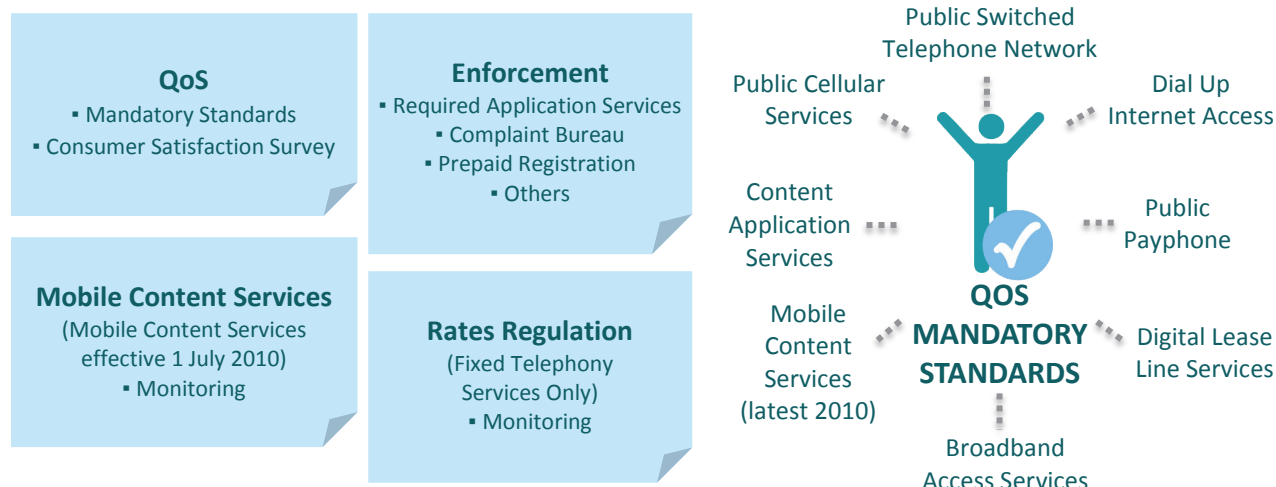 QoS
▪ Mandatory Standards
▪ Consumer Satisfaction Survey
Enforcement
▪ Required Application Services
▪ Complaint Bureau
▪ Prepaid Registration
▪ Others
Mobile Content Services
(Mobile Content Services
effective 1 July 2010)
▪ Monitoring
Rates Regulation
(Fixed Telephony
Services Only)
▪ Monitoring
Public Switched
Telephone Network
Public Cellular
Services
Dial Up
Internet Access
Content
Application
Services
Public
Payphone
Mobile
Content
Services
(latest 2010)
QOS
MANDATORY
STANDARDS
Digital Lease
Line Services
Broadband
Access Services